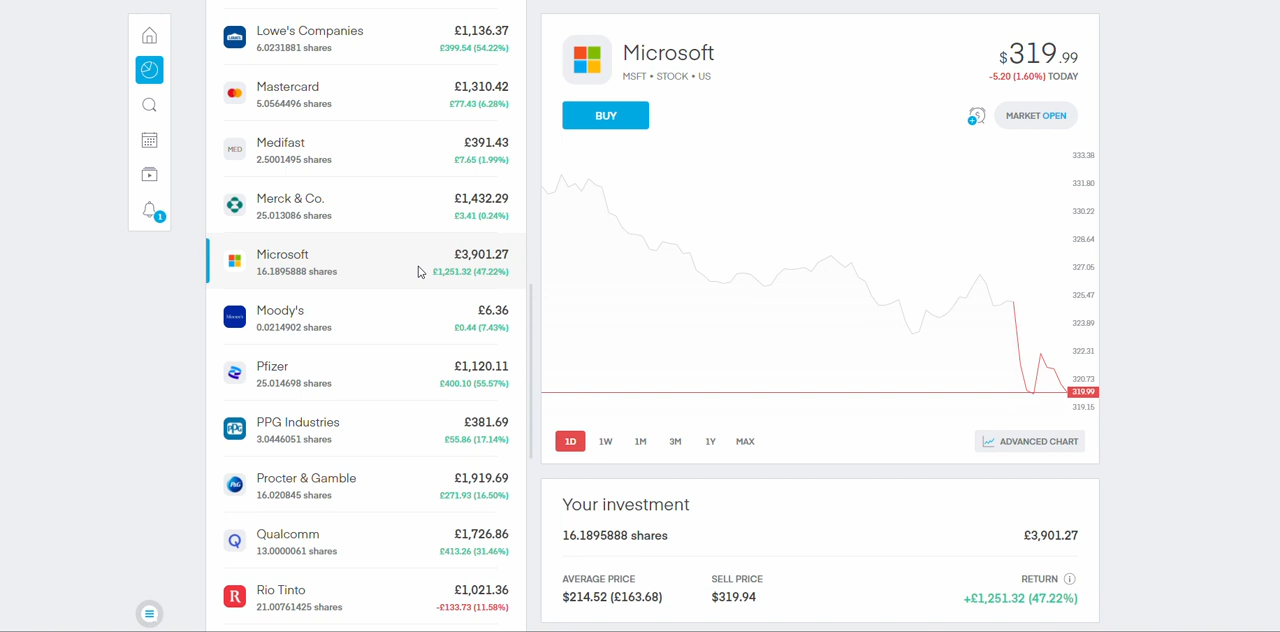 Lowe's Companies £1,136.37
6.0231881 shares £399.54 (54.22%)
Mastercard £1,310.42
5.0564496 shares £77.43 (6.28%)
MED
Medifast £391.43
2.5001495 shares £7.65 (1.99%)
Merck & Co. £1,432.29
25.013086 shares £3.41 (0.24%)
Microsoft £3,901.27
16.1895888 shares £1,251.32 (47.22%)
Moody's £6.36
0.0214902 shares £0.44 (7.43%)
Pfizer £1,120.11
25.014698 shares £400.10 (55.57%)
PPG Industries £381.69
3.0446051 shares £55.86 (17.14%)
P&G
Procter & Gamble £1,919.69
16.020845 shares £271.93 (16.50%)
Qualcomm £1,726.86
13.0000061 shares £413.26 (31.46%)
R
Rio Tinto £1,021.36
21.00761425 shares -£133.73 (11.58%)
1
Microsoft $319.99
MSFT • STOCK • US -5.20 (1.60%) TODAY
BUY MARKET OPEN
333.38
331.80
330.22
328.64
327.05
325.47
323.89
322.31
320.73
319.99
319.15
1D 1W 1M 3M 1Y MAX ADVANCED CHART
Your investment
16.1895888 shares £3,901.27
AVERAGE PRICE SELL PRICE RETURN
$214.52 (£163.68) $319.94 +£1,251.32 (47.22%)